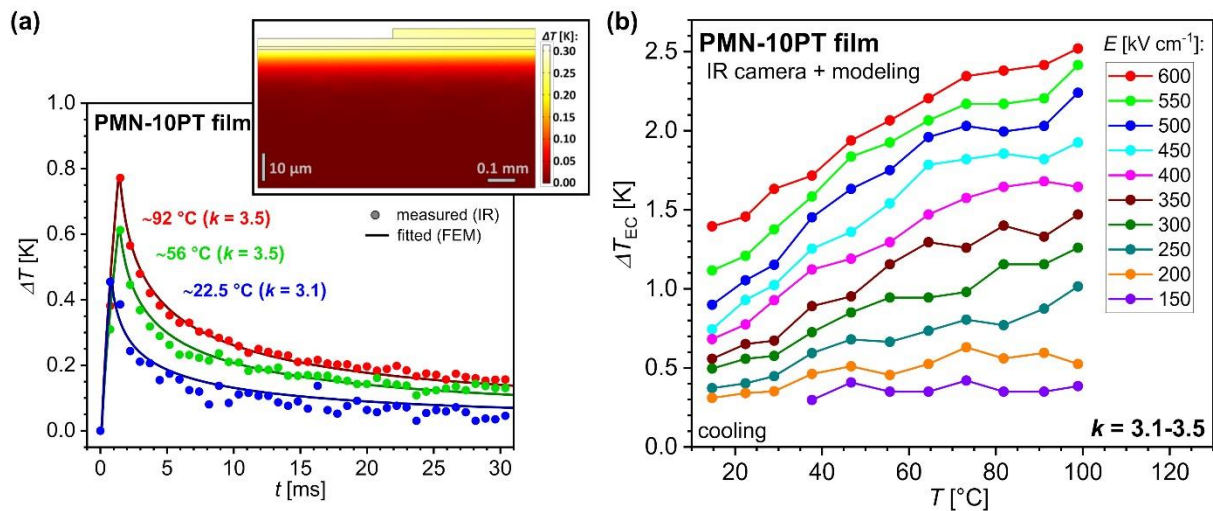 (a)
ΔT [K]:
0.30
0.25
0.20
0.15
0.10
0.05
0.00
10 μm
0.1 mm
PMN-10PT film
measured (IR)
fitted (FEM)
~92 °C (k = 3.5)
~56 °C (k = 3.5)
~22.5 °C (k = 3.1)
ΔT [K]
1.0
0.8
0.6
0.4
0.2
0.0
0 5 10 15 20 25 30
t [ms]
(b)
PMN-10PT film
IR camera + modeling
E [kV cm⁻¹]:
600
550
500
450
400
350
300
250
200
150
ΔT_EC [K]
2.5
2.0
1.5
1.0
0.5
0.0
cooling
k = 3.1-3.5
20 40 60 80 100 120
T [°C]